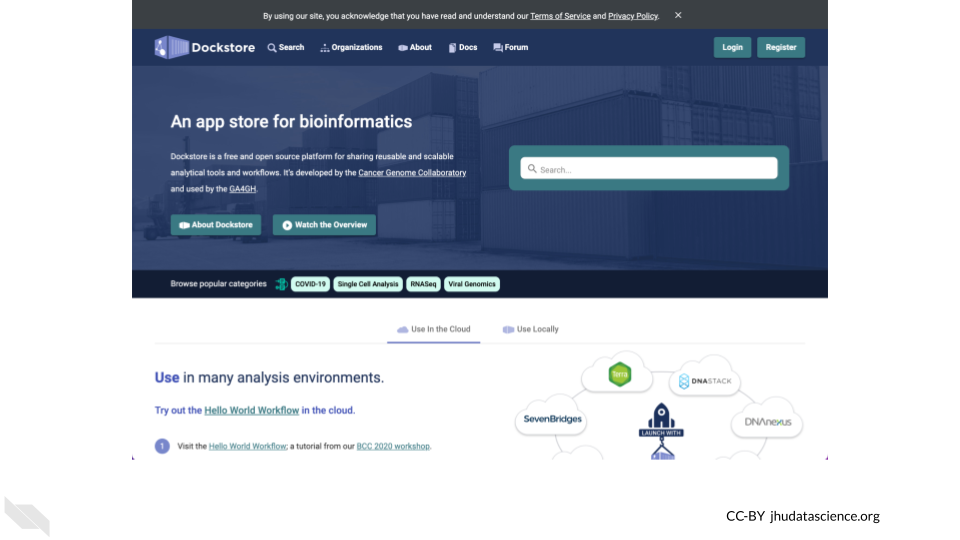 By using our site, you acknowledge that you have read and understand our Terms of Service and Privacy Policy. ×
Dockstore Search Organizations About Docs Forum Login Register
An app store for bioinformatics
Dockstore is a free and open source platform for sharing reusable and scalable
analytical tools and workflows. It's developed by the Cancer Genome Collaboratory
and used by the GA4GH.
Search...
About Dockstore Watch the Overview
Browse popular categories COVID-19 Single Cell Analysis RNASeq Viral Genomics
Use In the Cloud Use Locally
Use in many analysis environments.
Try out the Hello World Workflow in the cloud.
1 Visit the Hello World Workflow; a tutorial from our BCC 2020 workshop.
Terra
DNASTACK
SevenBridges
DNAnexus
LAUNCH WITH
CC-BY jhudatascience.org